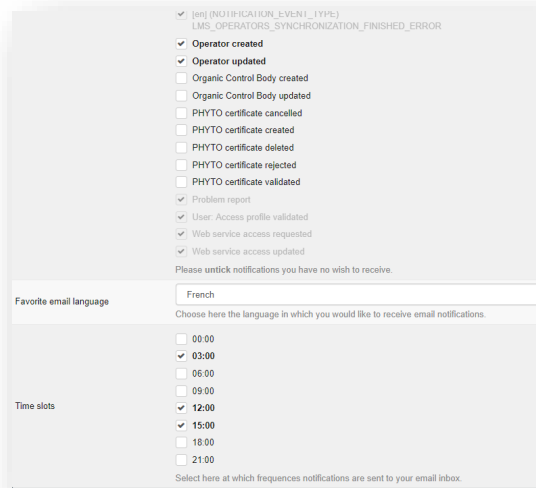 [en] (NOTIFICATION_EVENT_TYPE)
LMS_OPERATORS_SYNCHRONIZATION_FINISHED_ERROR
Operator created
Operator updated
Organic Control Body created
Organic Control Body updated
PHYTO certificate cancelled
PHYTO certificate created
PHYTO certificate deleted
PHYTO certificate rejected
PHYTO certificate validated
Problem report
User: Access profile validated
Web service access requested
Web service access updated
Please untick notifications you have no wish to receive.
Favorite email language
French
Choose here the language in which you would like to receive email notifications.
Time slots
00:00
03:00
06:00
09:00
12:00
15:00
18:00
21:00
Select here at which frequences notifications are sent to your email inbox.